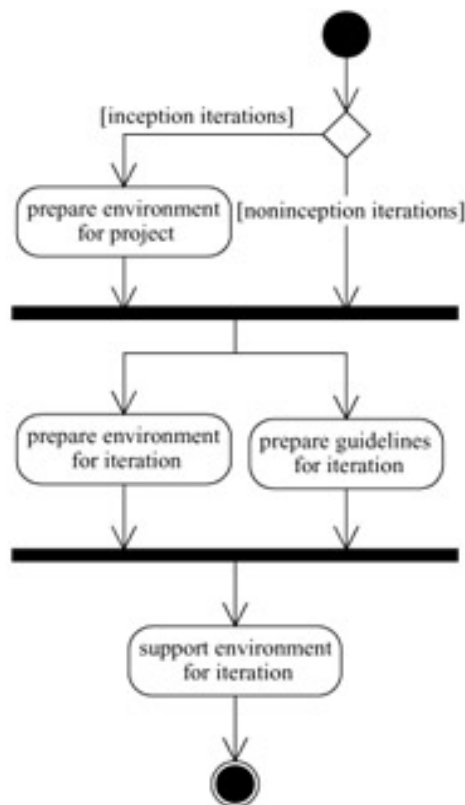 [inception iterations]
prepare environment
for project
[noninception iterations]
prepare environment
for iteration
prepare guidelines
for iteration
support environment
for iteration